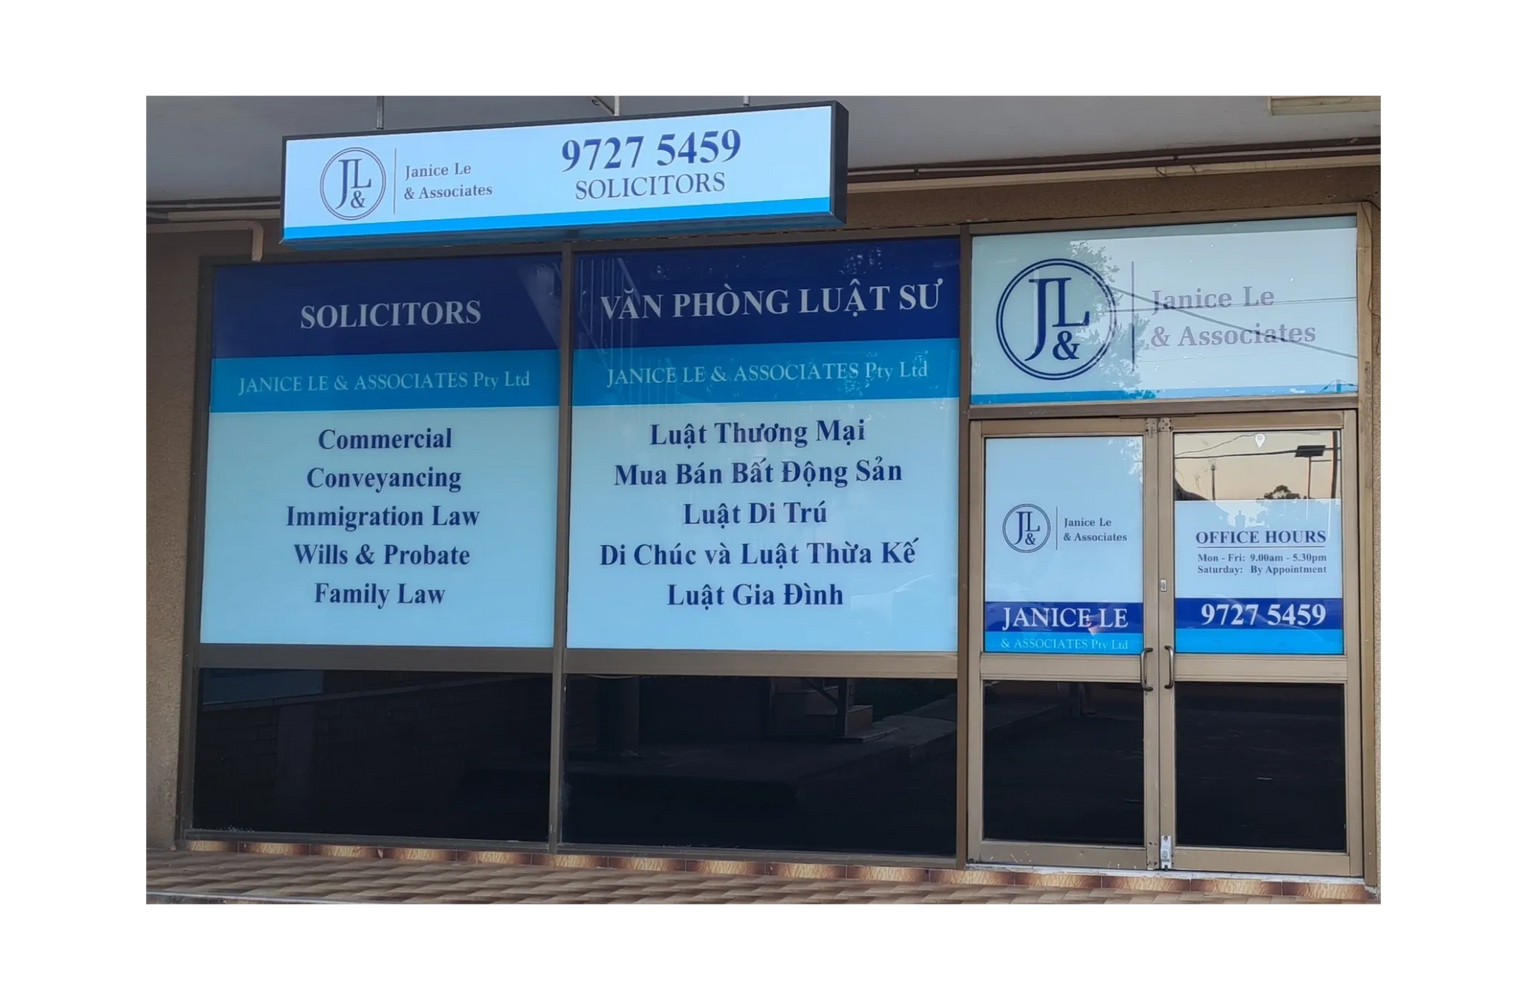 JL
&
Janice Le
& Associates
9727 5459
SOLICITORS
SOLICITORS
JANICE LE & ASSOCIATES Pty Ltd
Commercial
Conveyancing
Immigration Law
Wills & Probate
Family Law
VĂN PHÒNG LUẬT SƯ
JANICE LE & ASSOCIATES Pty Ltd
Luật Thương Mại
Mua Bán Bất Động Sản
Luật Di Trú
Di Chúc và Luật Thừa Kế
Luật Gia Đình
JL
&
Janice Le
& Associates
JL
&
Janice Le
& Associates
JANICE LE
& ASSOCIATES Pty Ltd
OFFICE HOURS
Mon - Fri: 9.00am - 5.30pm
Saturday: By Appointment
9727 5459